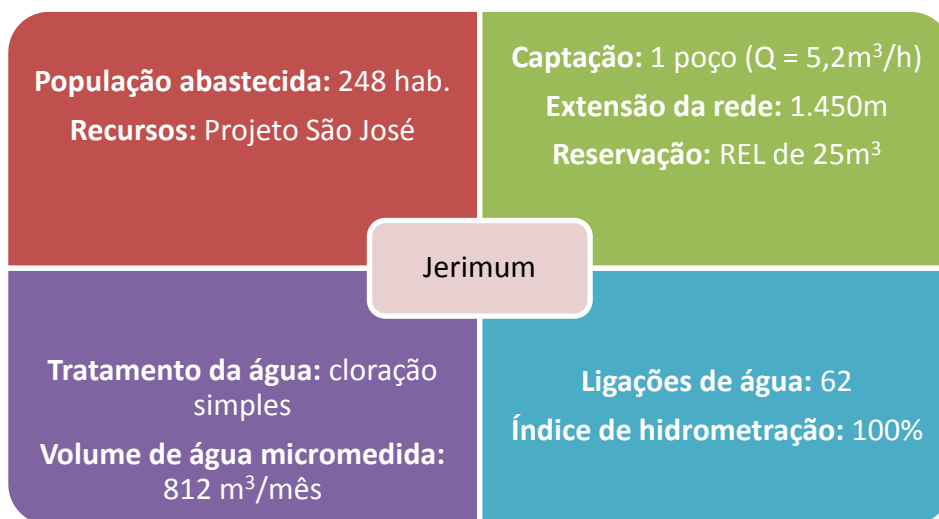 População abastecida: 248 hab.
Recursos: Projeto São José
Captação: 1 poço (Q = 5,2m³/h)
Extensão da rede: 1.450m
Reservação: REL de 25m³
Jerimum
Tratamento da água: cloração
simples
Volume de água micromedida:
812 m³/mês
Ligações de água: 62
Índice de hidrometração: 100%